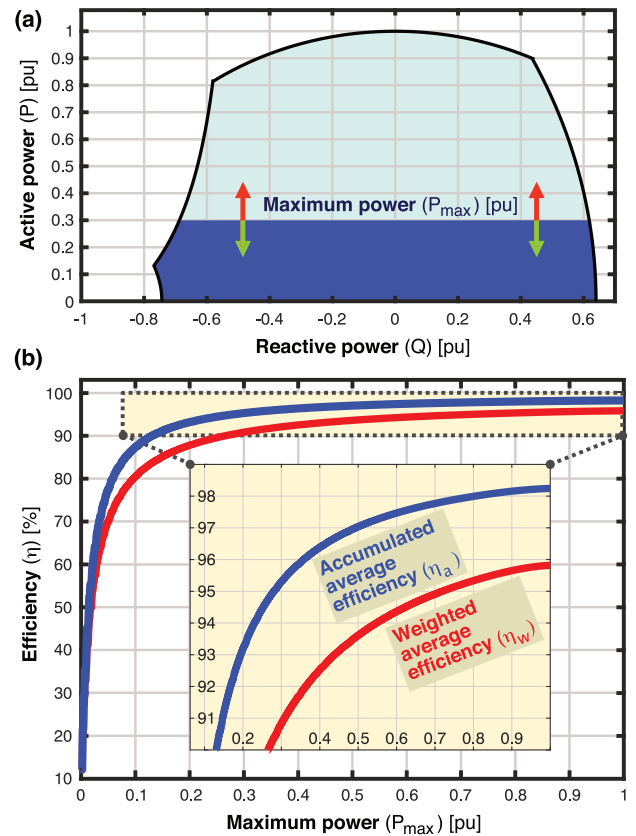 (a)
1
0.9
0.8
0.7
0.6
0.5
0.4
0.3
0.2
0.1
0
Active power (P) [pu]
Maximum power (Pmax) [pu]
-1 -0.8 -0.6 -0.4 -0.2 0 0.2 0.4 0.6
Reactive power (Q) [pu]
(b)
100
90
80
70
60
50
40
30
20
10
Efficiency (η) [%]
98
97
96
95
94
93
92
91
Accumulated
average
efficiency (ηa)
Weighted
average
efficiency (ηw)
0.2 0.3 0.4 0.5 0.6 0.7 0.8 0.9
0 0.1 0.2 0.3 0.4 0.5 0.6 0.7 0.8 0.9 1
Maximum power (Pmax) [pu]